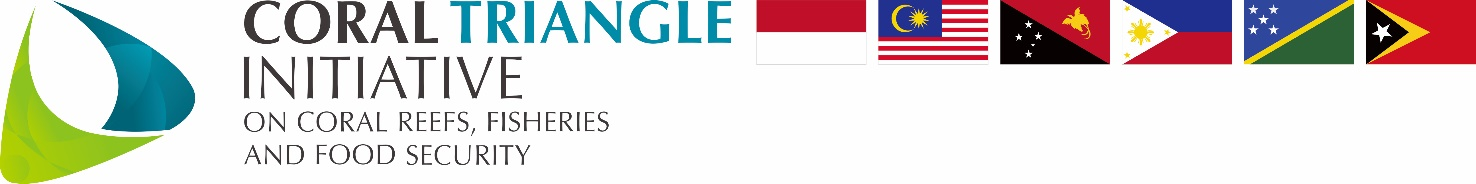 CORAL TRIANGLE
INITIATIVE
ON CORAL REEFS, FISHERIES
AND FOOD SECURITY